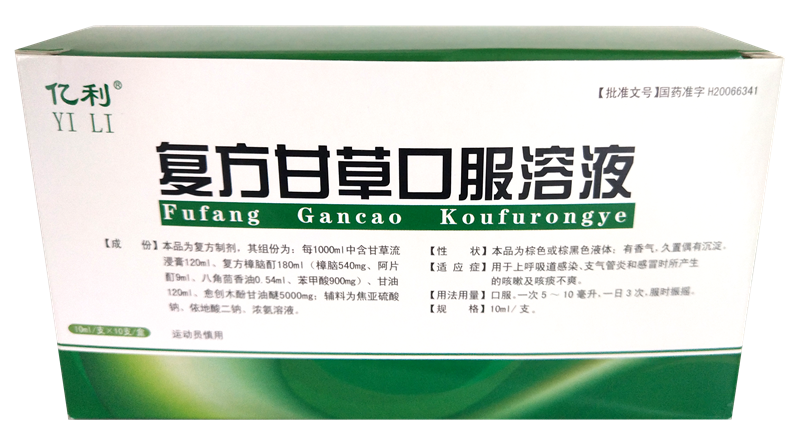 亿利®
YI LI
【批准文号】国药准字 H20066341
复方甘草口服溶液
Fufang Gancao Koufurongye
【成 份】本品为复方制剂，其组份为：每1000ml中含甘草流
浸膏120ml、复方樟脑酊180ml（樟脑540mg、阿片
酊9ml、八角茴香油0.54ml、苯甲酸900mg）、甘油
120ml、愈创木酚甘油醚5000mg；辅料为焦亚硫酸
钠、依地酸二钠、浓氨溶液。
【性 状】本品为棕色或棕黑色液体；有香气，久置偶有沉淀。
【适 应 症】用于上呼吸道感染、支气管炎和感冒时所产生
的咳嗽及咳痰不爽。
【用法用量】口服，一次 5～10毫升，一日3次，服时振摇。
【规 格】10ml/支。
10ml/支×10支/盒
运动员慎用